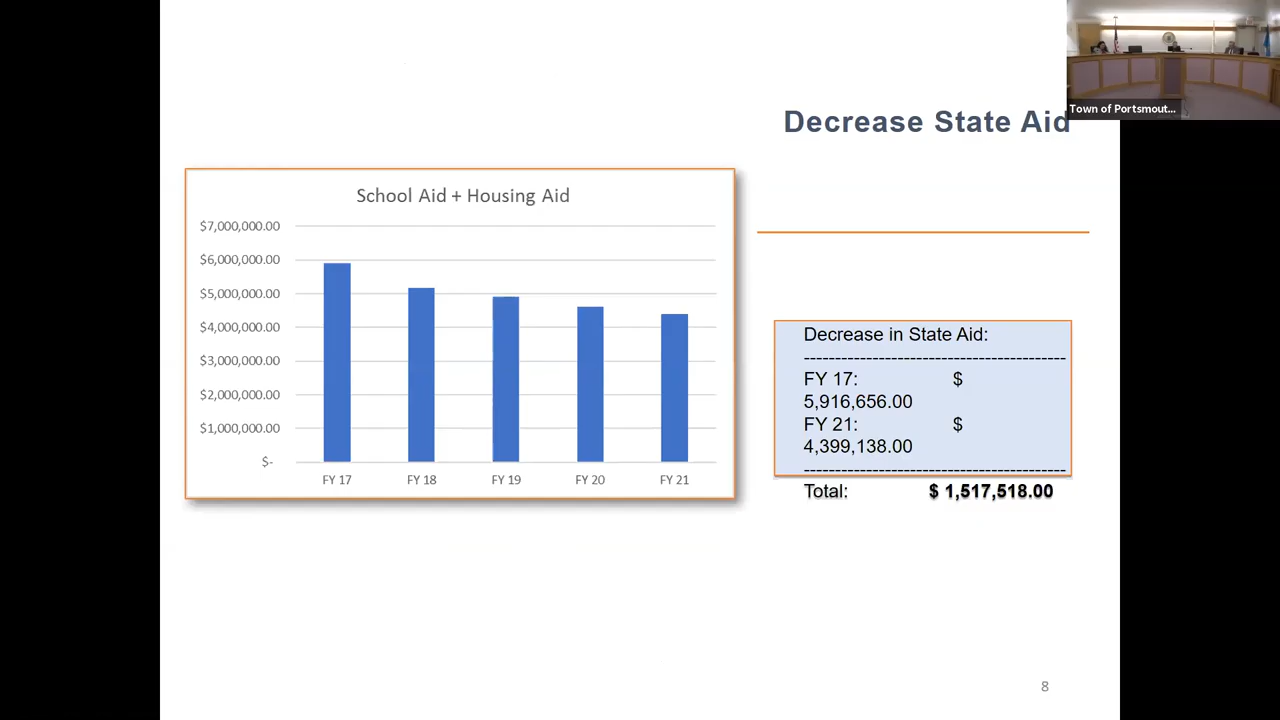 Town of Portsmout...
Decrease State Aid
School Aid + Housing Aid
$7,000,000.00
$6,000,000.00
$5,000,000.00
$4,000,000.00
$3,000,000.00
$2,000,000.00
$1,000,000.00
$-
FY 17 FY 18 FY 19 FY 20 FY 21
Decrease in State Aid:
------------------------------------------
FY 17: $
5,916,656.00
FY 21: $
4,399,138.00
------------------------------------------
Total: $ 1,517,518.00
8